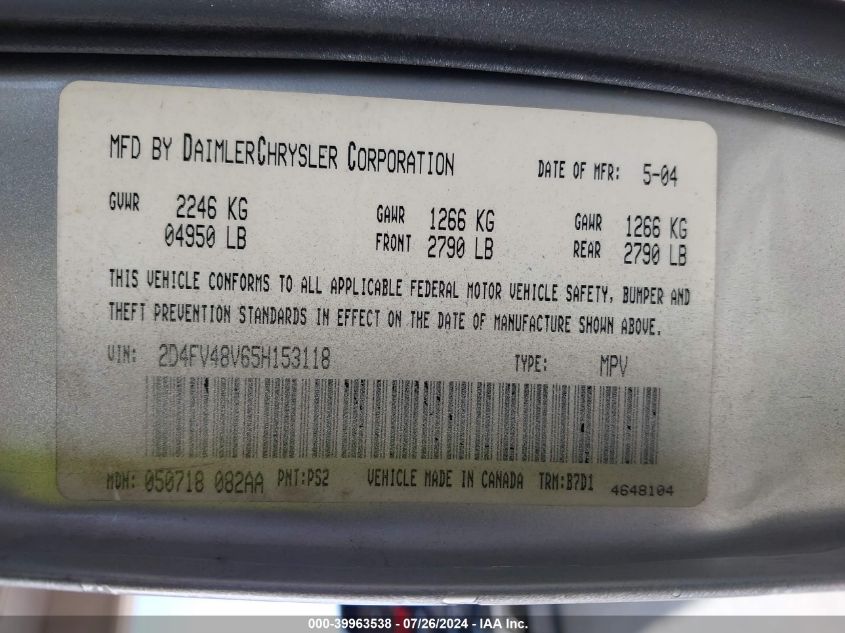 MFD BY DAIMLERCHRYSLER CORPORATION DATE OF MFR: 5-04
GVWR 2246 KG GAWR 1266 KG GAWR 1266 KG
04950 LB FRONT 2790 LB REAR 2790 LB
THIS VEHICLE CONFORMS TO ALL APPLICABLE FEDERAL MOTOR VEHICLE SAFETY, BUMPER AND
THEFT PREVENTION STANDARDS IN EFFECT ON THE DATE OF MANUFACTURE SHOWN ABOVE.
VIN: 2D4FV48V65H153118 TYPE: MPV
MDH: 050718 082AA PNT:PS2 VEHICLE MADE IN CANADA TRM:B7D1 4648104
000-39963538 - 07/26/2024 - IAA Inc.